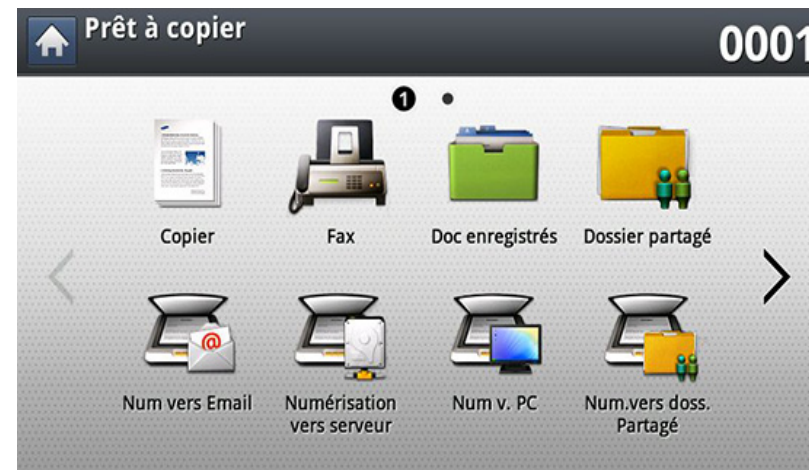 Prêt à copier
0001
1
Copier
Fax
Doc enregistrés
Dossier partagé
@
Num vers Email
Numérisation
vers serveur
Num v. PC
Num.vers doss.
Partagé